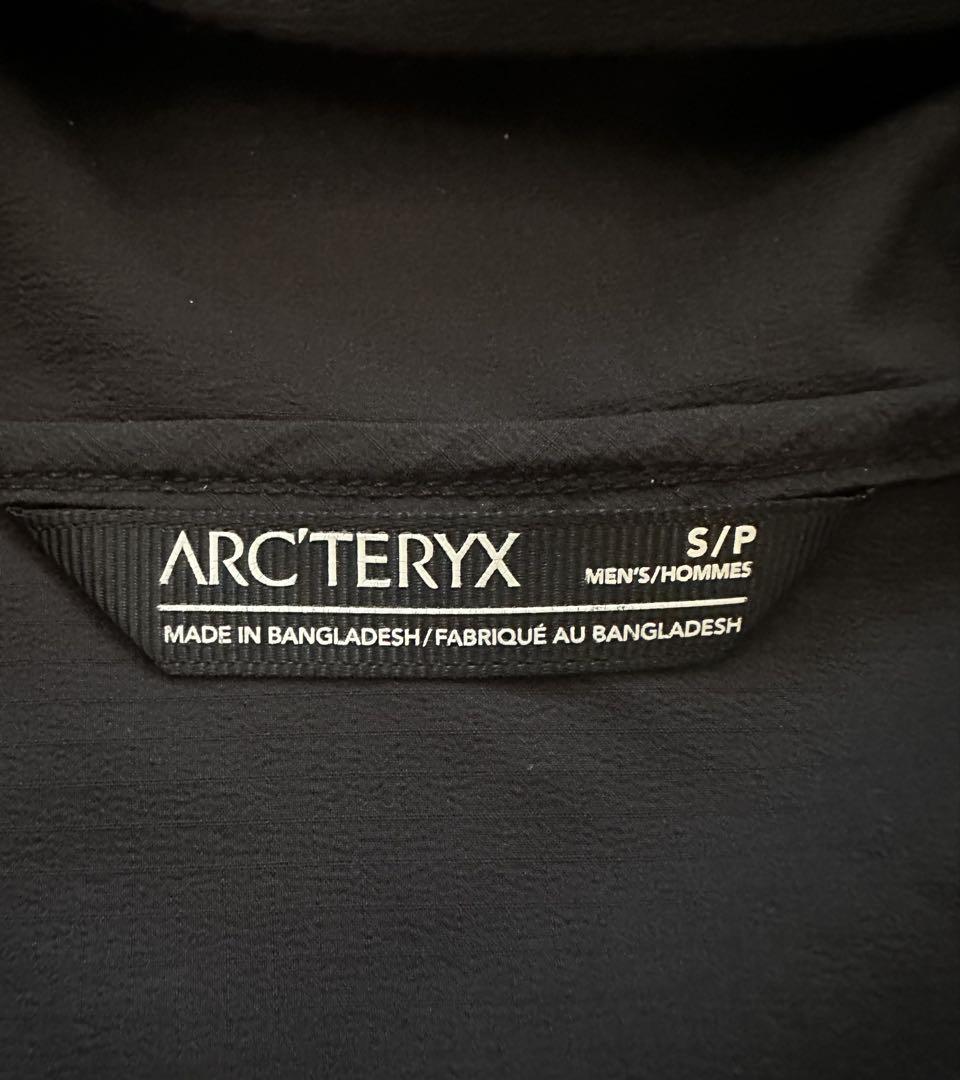 ARC'TERYX
S/P
MEN'S/HOMMES
MADE IN BANGLADESH/FABRIQUÉ AU BANGLADESH